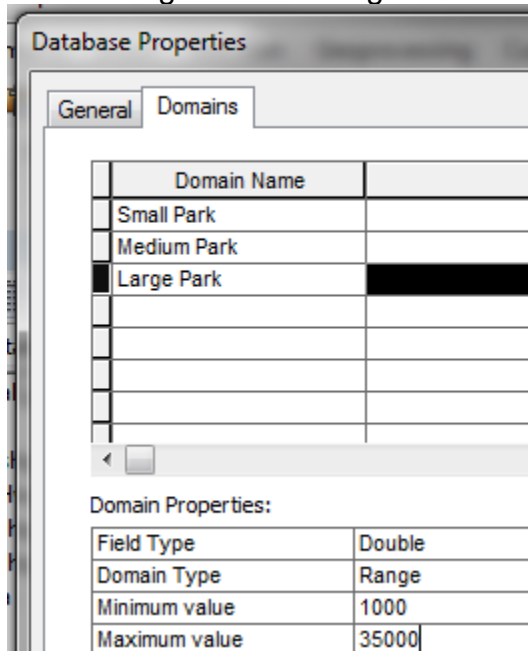 Database Properties
General Domains
Domain Name
Small Park
Medium Park
Large Park
Domain Properties:
Field Type Double
Domain Type Range
Minimum value 1000
Maximum value 35000